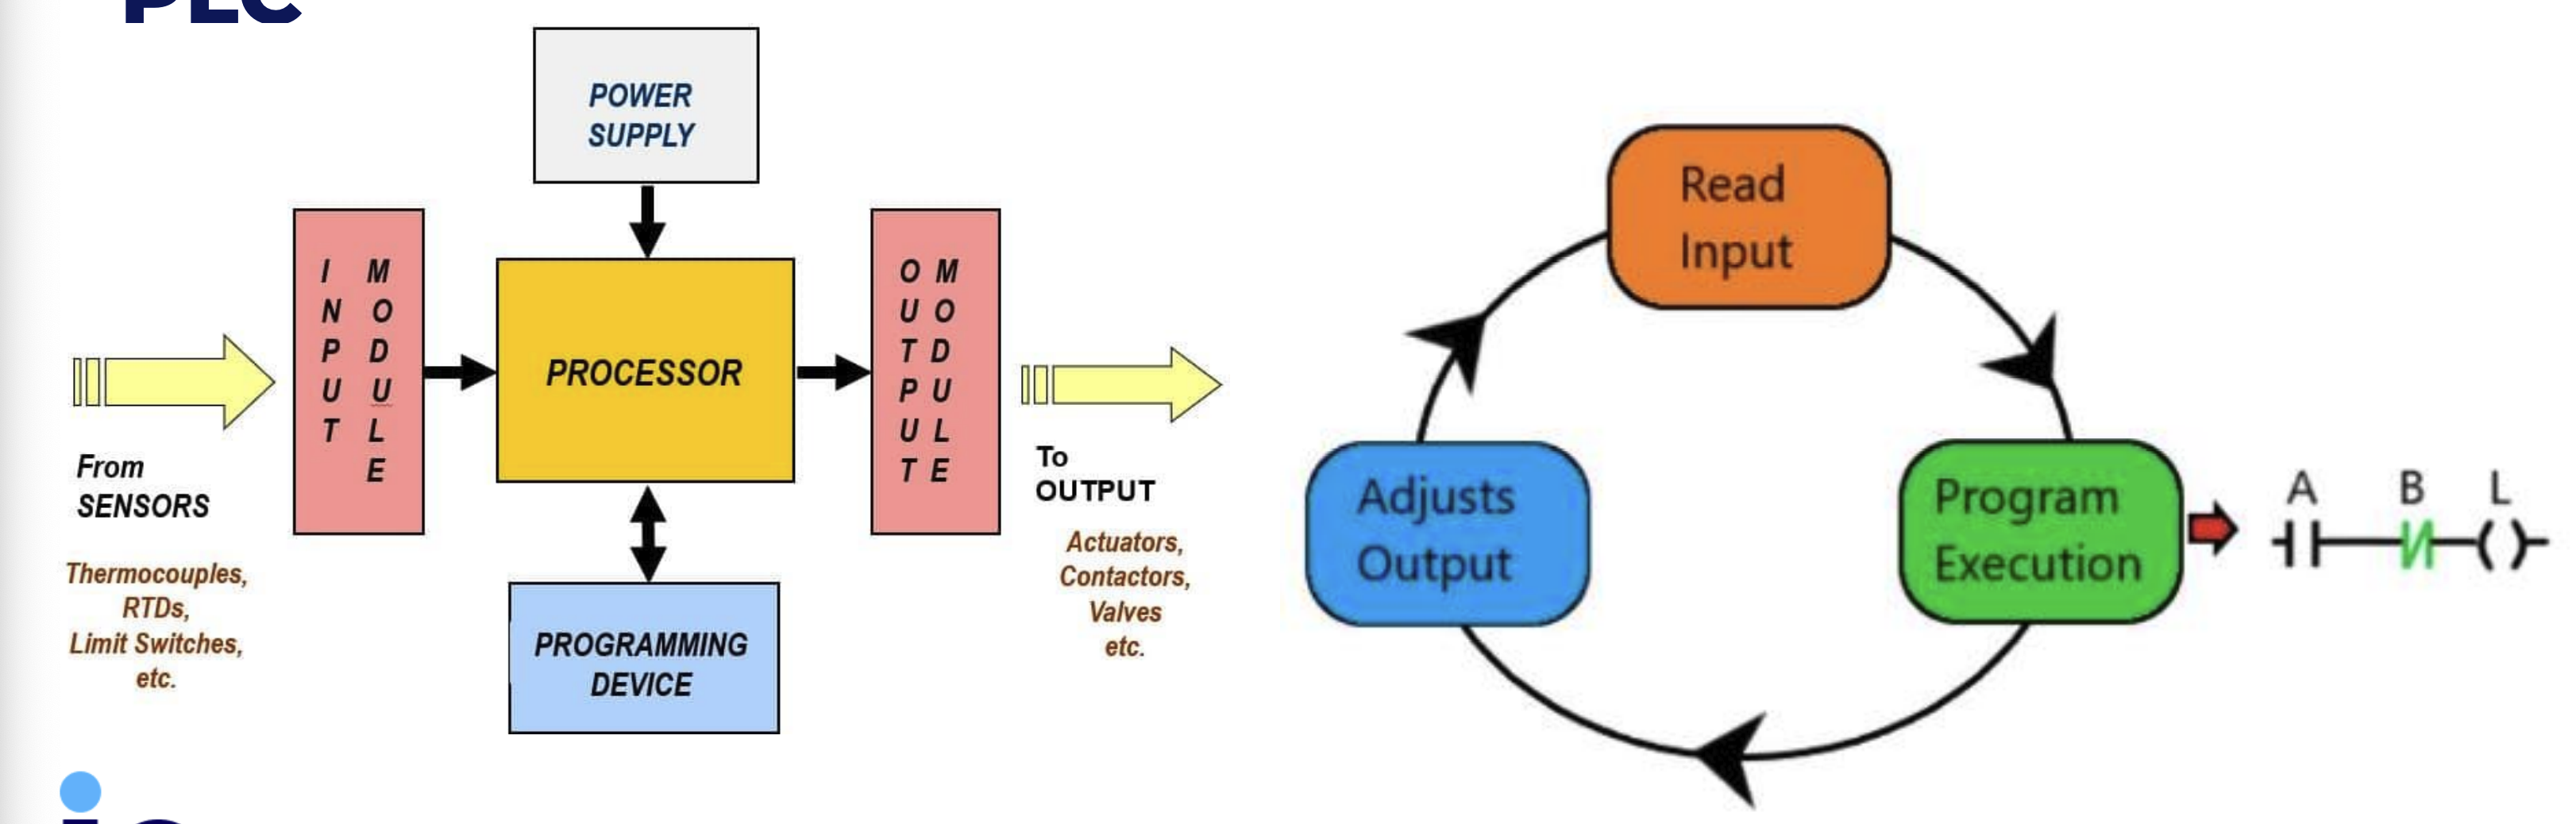 PLC
POWER
SUPPLY
INPUT MODULE
PROCESSOR
OUTPUT MODULE
From
SENSORS
Thermocouples,
RTDs,
Limit Switches,
etc.
To
OUTPUT
Actuators,
Contactors,
Valves
etc.
PROGRAMMING
DEVICE
Read
Input
Program
Execution
Adjusts
Output
A B L